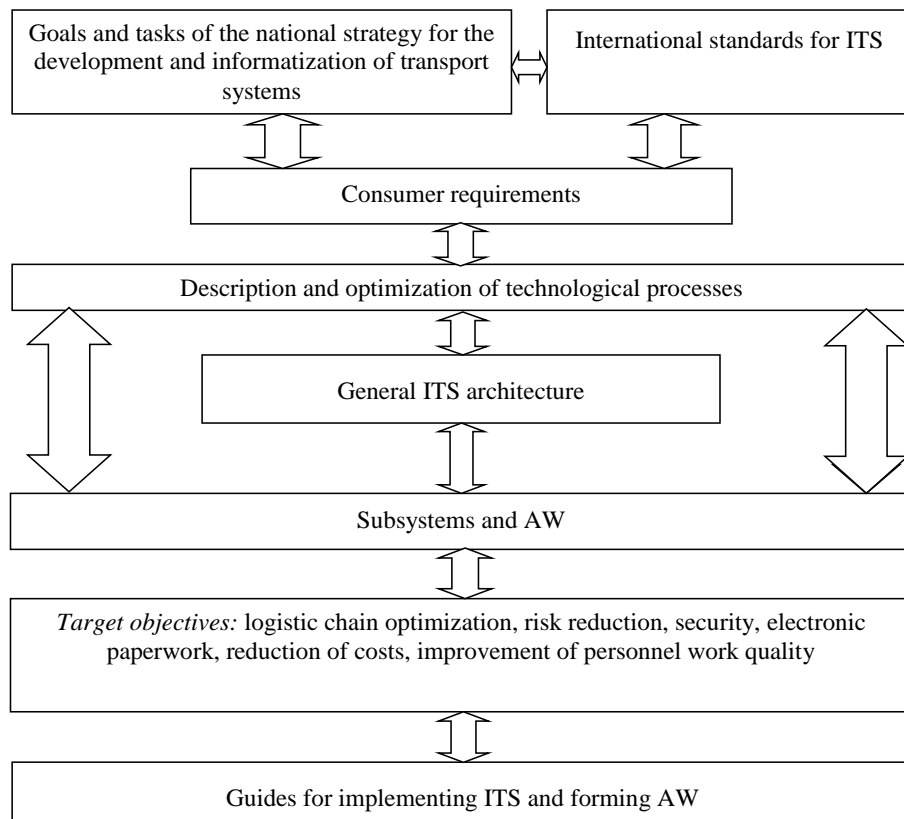 Goals and tasks of the national strategy for the
development and informatization of transport
systems
International standards for ITS
Consumer requirements
Description and optimization of technological processes
General ITS architecture
Subsystems and AW
Target objectives: logistic chain optimization, risk reduction, security, electronic
paperwork, reduction of costs, improvement of personnel work quality
Guides for implementing ITS and forming AW